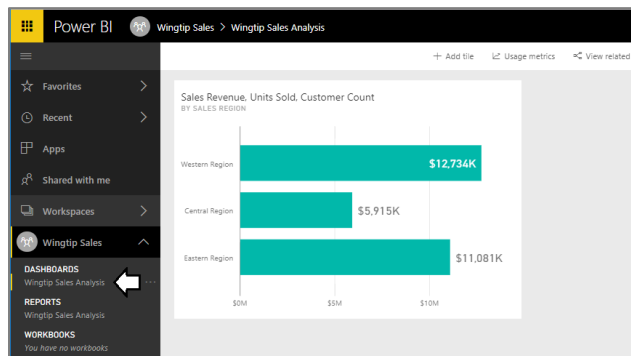 Power BI
Wingtip Sales > Wingtip Sales Analysis
+ Add tile
Usage metrics
View related
Favorites
Recent
Apps
Shared with me
Workspaces
Wingtip Sales
DASHBOARDS
Wingtip Sales Analysis
REPORTS
Wingtip Sales Analysis
WORKBOOKS
You have no workbooks
Sales Revenue, Units Sold, Customer Count
BY SALES REGION
Western Region
$12,734K
Central Region
$5,915K
Eastern Region
$11,081K
$0M
$5M
$10M